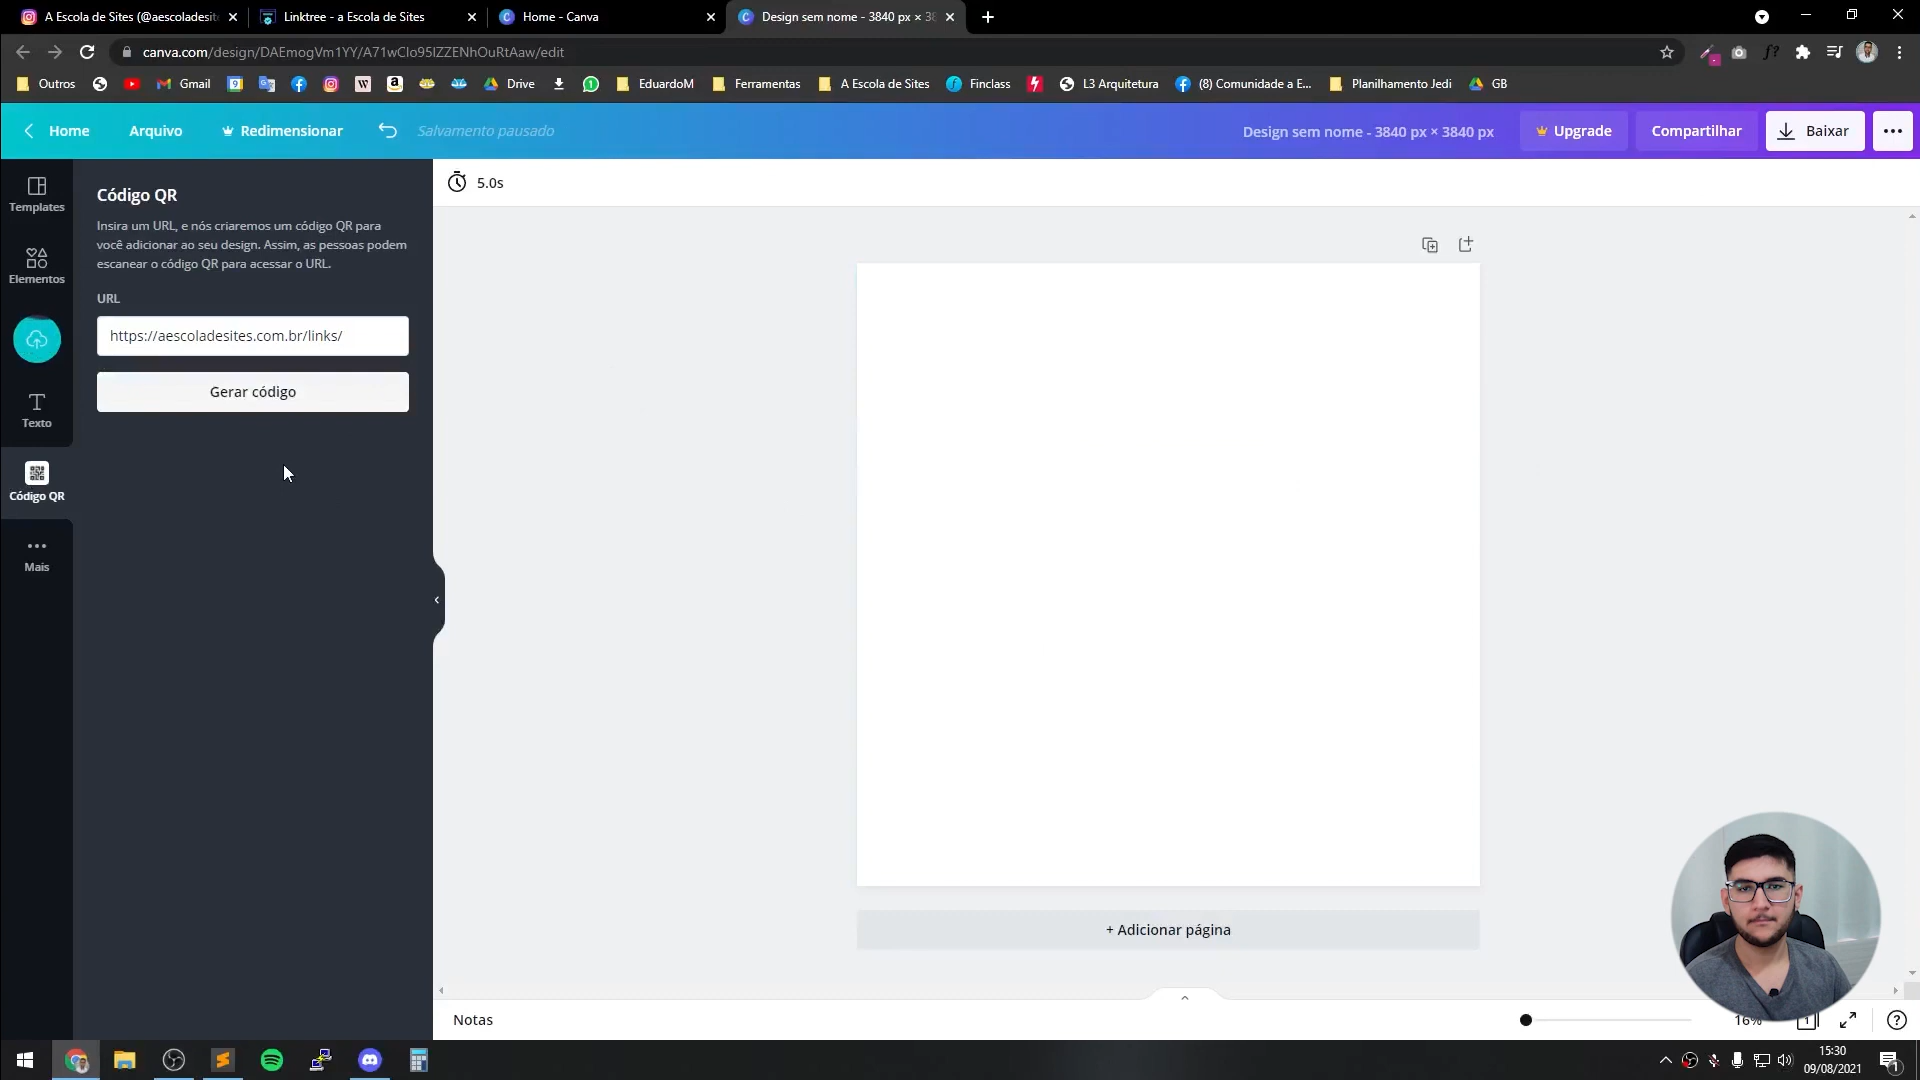 A Escola de Sites (@aescoladesit
Linktree - a Escola de Sites
Home - Canva
Design sem nome - 3840 px × 38
canva.com/design/DAEmogVm1YY/A71wClo95IZZENhOuRtAaw/edit
Outros
Gmail
Drive
EduardoM
Ferramentas
A Escola de Sites
Finclass
L3 Arquitetura
(8) Comunidade a E...
Planilhamento Jedi
GB
Home
Arquivo
Redimensionar
Salvamento pausado
Design sem nome - 3840 px × 3840 px
Upgrade
Compartilhar
Baixar
Templates
Elementos
Texto
Código QR
Mais
Código QR
Insira um URL, e nós criaremos um código QR para
você adicionar ao seu design. Assim, as pessoas podem
escanear o código QR para acessar o URL.
URL
https://aescoladesites.com.br/links/
Gerar código
5.0s
+ Adicionar página
Notas
16%
1
15:30
09/08/2021
1